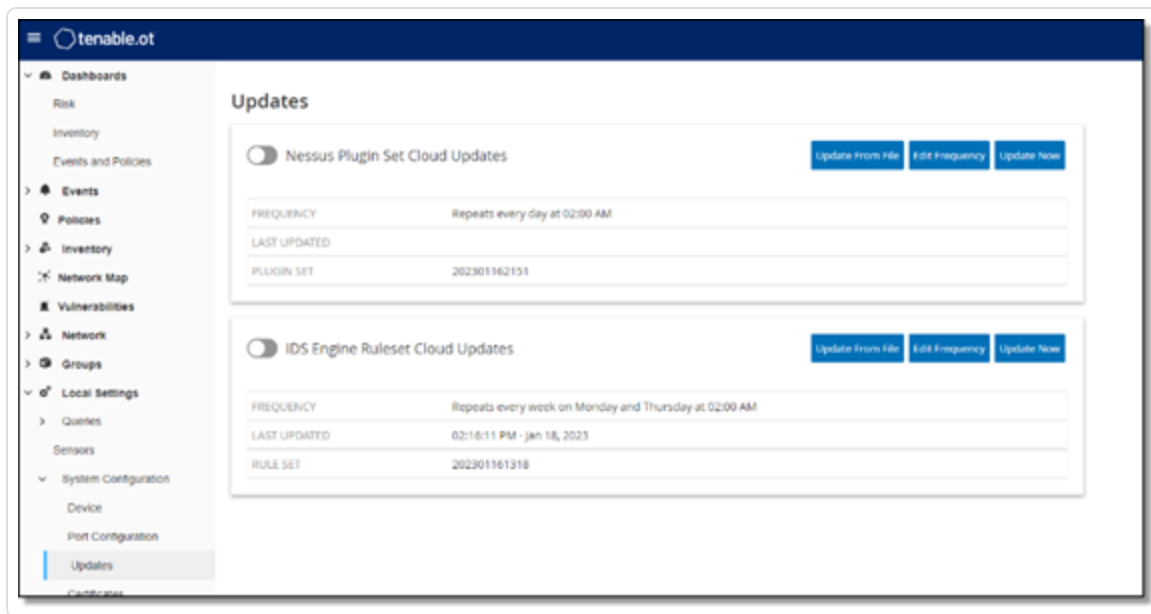 tenable.ot
Dashboards
Risk
Inventory
Events and Policies
Events
Policies
Inventory
Network Map
Vulnerabilities
Network
Groups
Local Settings
Queries
Sensors
System Configuration
Device
Port Configuration
Updates
Certificates
Updates
Nessus Plugin Set Cloud Updates
Update From File Edit Frequency Update Now
FREQUENCY Repeats every day at 02:00 AM
LAST UPDATED
PLUGIN SET 202301162151
IDS Engine Ruleset Cloud Updates
Update From File Edit Frequency Update Now
FREQUENCY Repeats every week on Monday and Thursday at 02:00 AM
LAST UPDATED 02:16:11 PM - Jan 18, 2023
RULE SET 202301161318